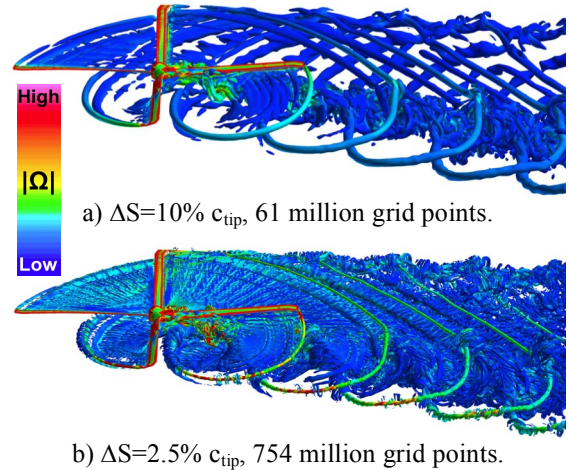 High
|Ω|
Low
a) ΔS=10% c_tip, 61 million grid points.
b) ΔS=2.5% c_tip, 754 million grid points.